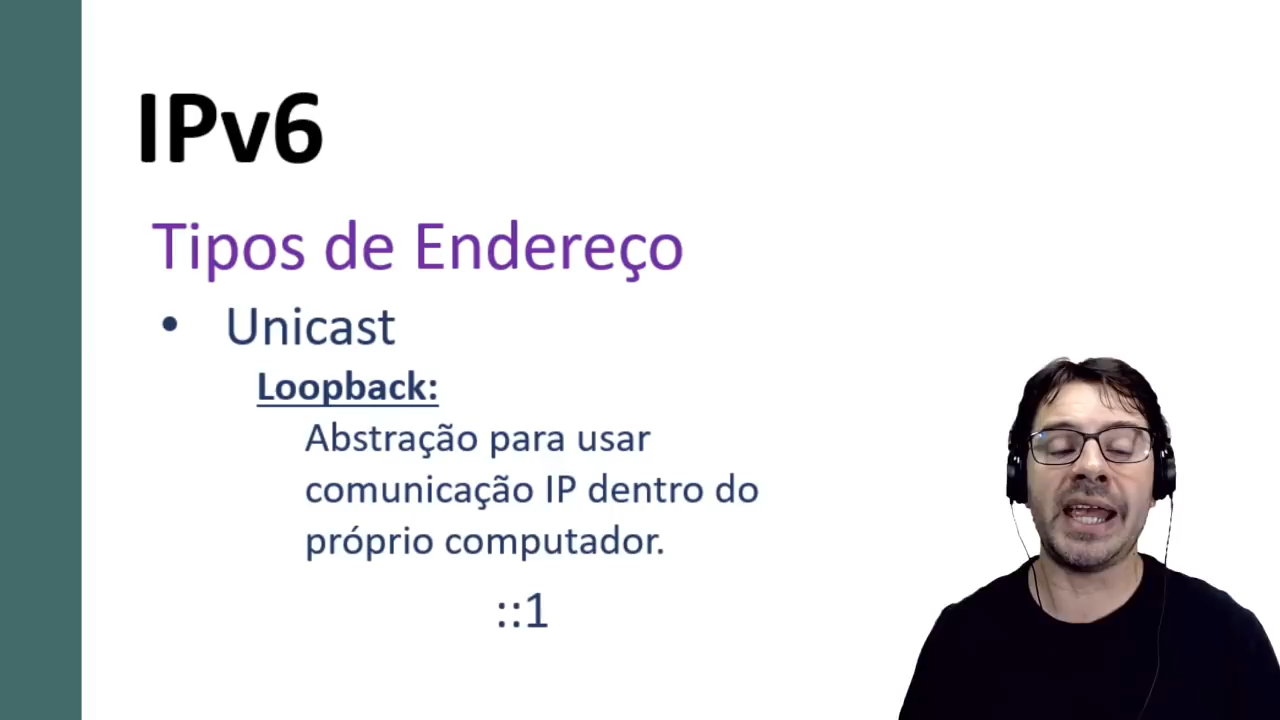 IPv6
Tipos de Endereço
• Unicast
Loopback:
Abstração para usar
comunicação IP dentro do
próprio computador.
::1